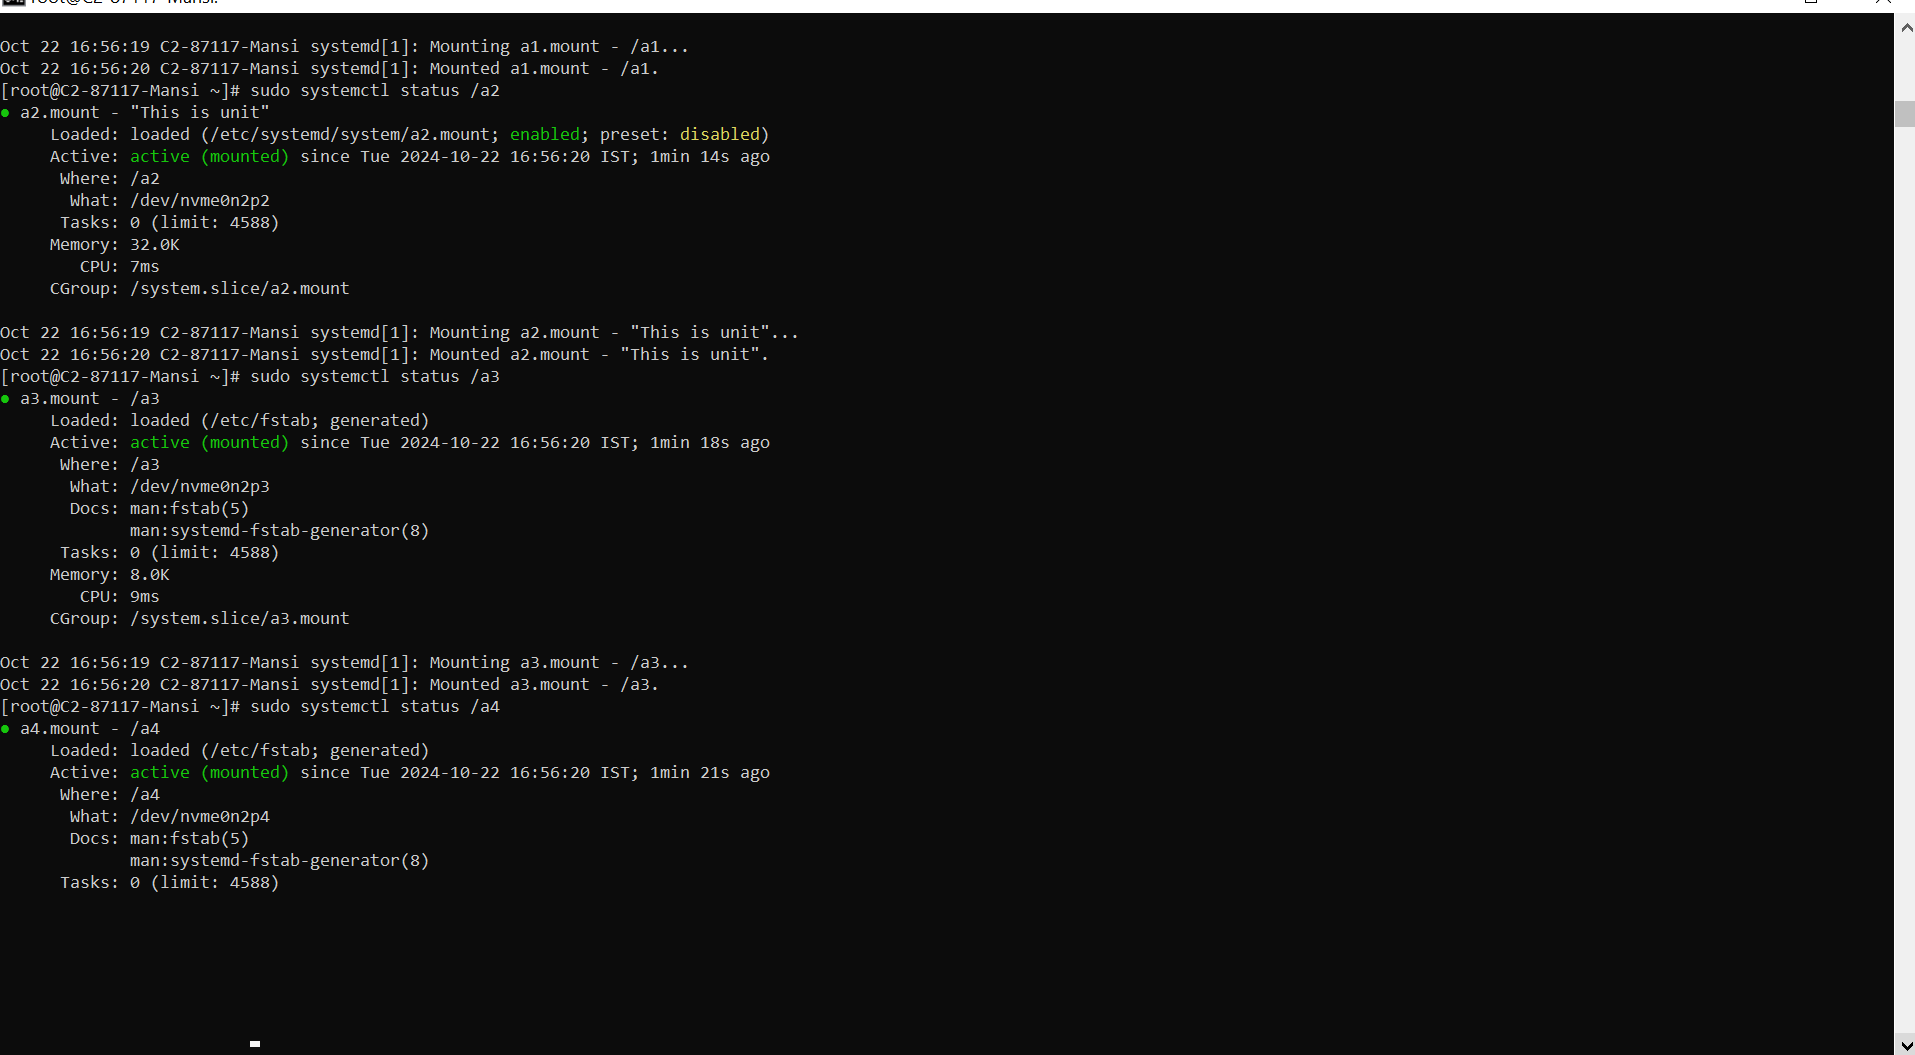 Oct 22 16:56:19 C2-87117-Mansi systemd[1]: Mounting a1.mount - /a1...
Oct 22 16:56:20 C2-87117-Mansi systemd[1]: Mounted a1.mount - /a1.
[root@C2-87117-Mansi ~]# sudo systemctl status /a2
● a2.mount - "This is unit"
     Loaded: loaded (/etc/systemd/system/a2.mount; enabled; preset: disabled)
     Active: active (mounted) since Tue 2024-10-22 16:56:20 IST; 1min 14s ago
      Where: /a2
       What: /dev/nvme0n2p2
      Tasks: 0 (limit: 4588)
     Memory: 32.0K
        CPU: 7ms
     CGroup: /system.slice/a2.mount
Oct 22 16:56:19 C2-87117-Mansi systemd[1]: Mounting a2.mount - "This is unit"...
Oct 22 16:56:20 C2-87117-Mansi systemd[1]: Mounted a2.mount - "This is unit".
[root@C2-87117-Mansi ~]# sudo systemctl status /a3
● a3.mount - /a3
     Loaded: loaded (/etc/fstab; generated)
     Active: active (mounted) since Tue 2024-10-22 16:56:20 IST; 1min 18s ago
      Where: /a3
       What: /dev/nvme0n2p3
       Docs: man:fstab(5)
             man:systemd-fstab-generator(8)
      Tasks: 0 (limit: 4588)
     Memory: 8.0K
        CPU: 9ms
     CGroup: /system.slice/a3.mount
Oct 22 16:56:19 C2-87117-Mansi systemd[1]: Mounting a3.mount - /a3...
Oct 22 16:56:20 C2-87117-Mansi systemd[1]: Mounted a3.mount - /a3.
[root@C2-87117-Mansi ~]# sudo systemctl status /a4
● a4.mount - /a4
     Loaded: loaded (/etc/fstab; generated)
     Active: active (mounted) since Tue 2024-10-22 16:56:20 IST; 1min 21s ago
      Where: /a4
       What: /dev/nvme0n2p4
       Docs: man:fstab(5)
             man:systemd-fstab-generator(8)
      Tasks: 0 (limit: 4588)